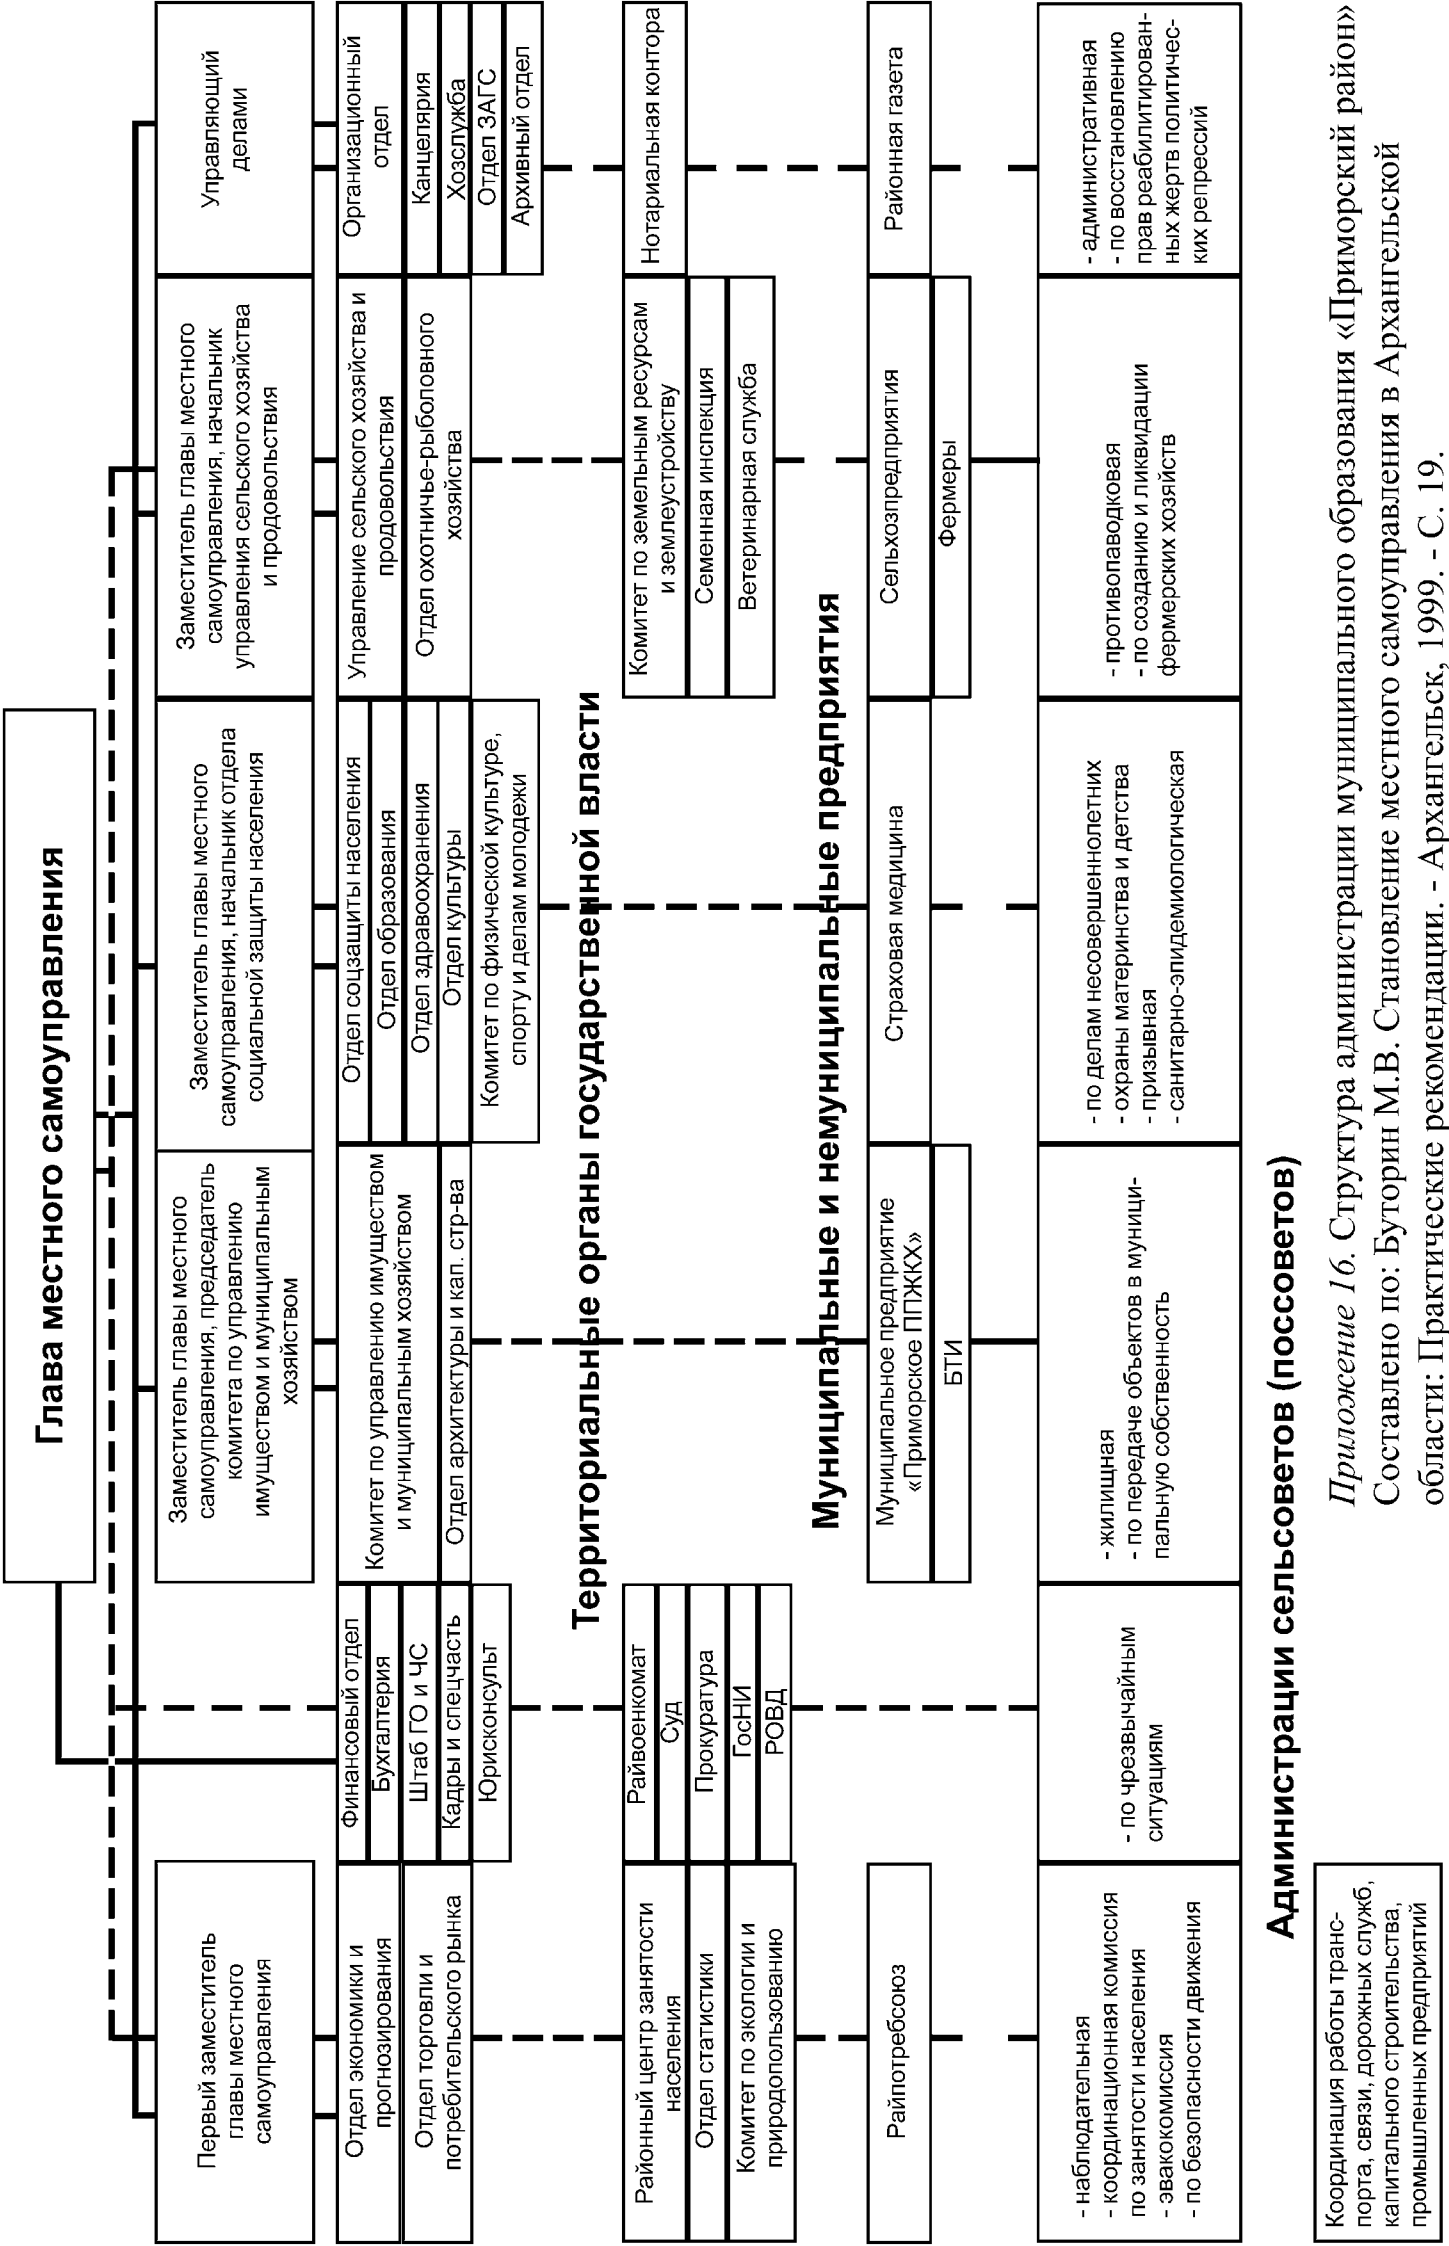 Глава местного самоуправления
Первый заместитель
главы местного
самоуправления
Заместитель главы местного
самоуправления, председатель
комитета по управлению
имуществом и муниципальным
хозяйством
Заместитель главы местного
самоуправления, начальник отдела
социальной защиты населения
Заместитель главы местного
самоуправления, начальник
управления сельского хозяйства
и продовольствия
Управляющий
делами
Отдел экономики и
прогнозирования
Отдел торговли и
потребительского рынка
Финансовый отдел
Бухгалтерия
Штаб ГО и ЧС
Кадры и спецчасть
Юрисконсульт
Комитет по управлению имуществом
и муниципальным хозяйством
Отдел архитектуры и кап. стр-ва
Отдел соцзащиты населения
Отдел образования
Отдел здравоохранения
Отдел культуры
Комитет по физической культуре,
спорту и делам молодежи
Управление сельского хозяйства и
продовольствия
Отдел охотничье-рыболовного
хозяйства
Организационный
отдел
Канцелярия
Хозслужба
Отдел ЗАГС
Архивный отдел
Территориальные органы государственной власти
Районный центр занятости
населения
Отдел статистики
Комитет по экологии и
природопользованию
Райвоенкомат
Суд
Прокуратура
ГосНИ
РОВД
Комитет по земельным ресурсам
и землеустройству
Семенная инспекция
Ветеринарная служба
Нотариальная контора
Муниципальные и немуниципальные предприятия
Райпотребсоюз
Муниципальное предприятие
«Приморское ППЖКХ»
БТИ
Страховая медицина
Сельхозпредприятия
Фермеры
Районная газета
- наблюдательная
- координационная комиссия
по занятости населения
- эвакокомиссия
- по безопасности движения
- по чрезвычайным
ситуациям
- жилищная
- по передаче объектов в муници-
пальную собственность
- по делам несовершеннолетних
- охраны материнства и детства
- призывная
- санитарно-эпидемиологическая
- противопаводковая
- по созданию и ликвидации
фермерских хозяйств
- административная
- по восстановлению
прав реабилитирован-
ных жертв политичес-
ких репрессий
Администрации сельсоветов (поссоветов)
Координация работы транс-
порта, связи, дорожных служб,
капитального строительства,
промышленных предприятий
Приложение 16. Структура администрации муниципального образования «Приморский район»
Составлено по: Буторин М.В. Становление местного самоуправления в Архангельской
области: Практические рекомендации. - Архангельск, 1999. - С. 19.